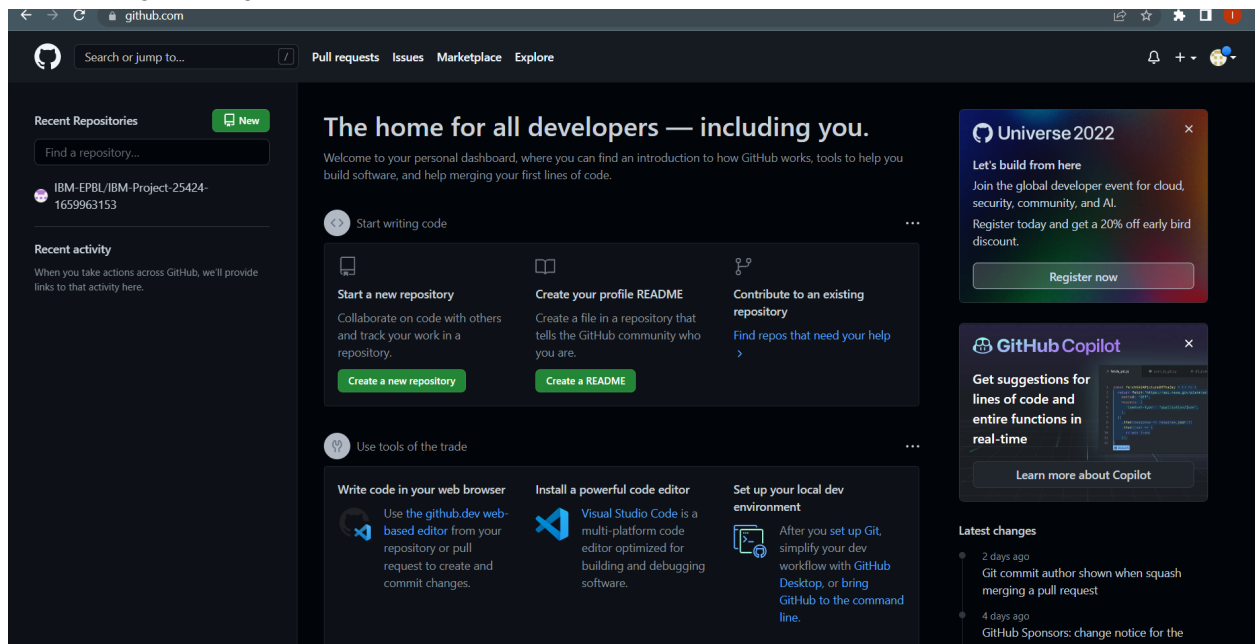 github.com
I
Search or jump to...
/
Pull requests Issues Marketplace Explore
Recent Repositories
New
Find a repository...
IBM-EPBL/IBM-Project-25424-
1659963153
Recent activity
When you take actions across GitHub, we'll provide
links to that activity here.
The home for all developers — including you.
Welcome to your personal dashboard, where you can find an introduction to how GitHub works, tools to help you
build software, and help merging your first lines of code.
Start writing code
Start a new repository
Collaborate on code with others
and track your work in a
repository.
Create a new repository
Create your profile README
Create a file in a repository that
tells the GitHub community who
you are.
Create a README
Contribute to an existing
repository
Find repos that need your help
Use tools of the trade
Write code in your web browser
Use the github.dev web-
based editor from your
repository or pull
request to create and
commit changes.
Install a powerful code editor
Visual Studio Code is a
multi-platform code
editor optimized for
building and debugging
software.
Set up your local dev
environment
After you set up Git,
simplify your dev
workflow with GitHub
Desktop, or bring
GitHub to the command
line.
Universe 2022
Let's build from here
Join the global developer event for cloud,
security, community, and AI.
Register today and get a 20% off early bird
discount.
Register now
GitHub Copilot
Get suggestions for
lines of code and
entire functions in
real-time
Learn more about Copilot
Latest changes
2 days ago
Git commit author shown when squash
merging a pull request
4 days ago
GitHub Sponsors: change notice for the